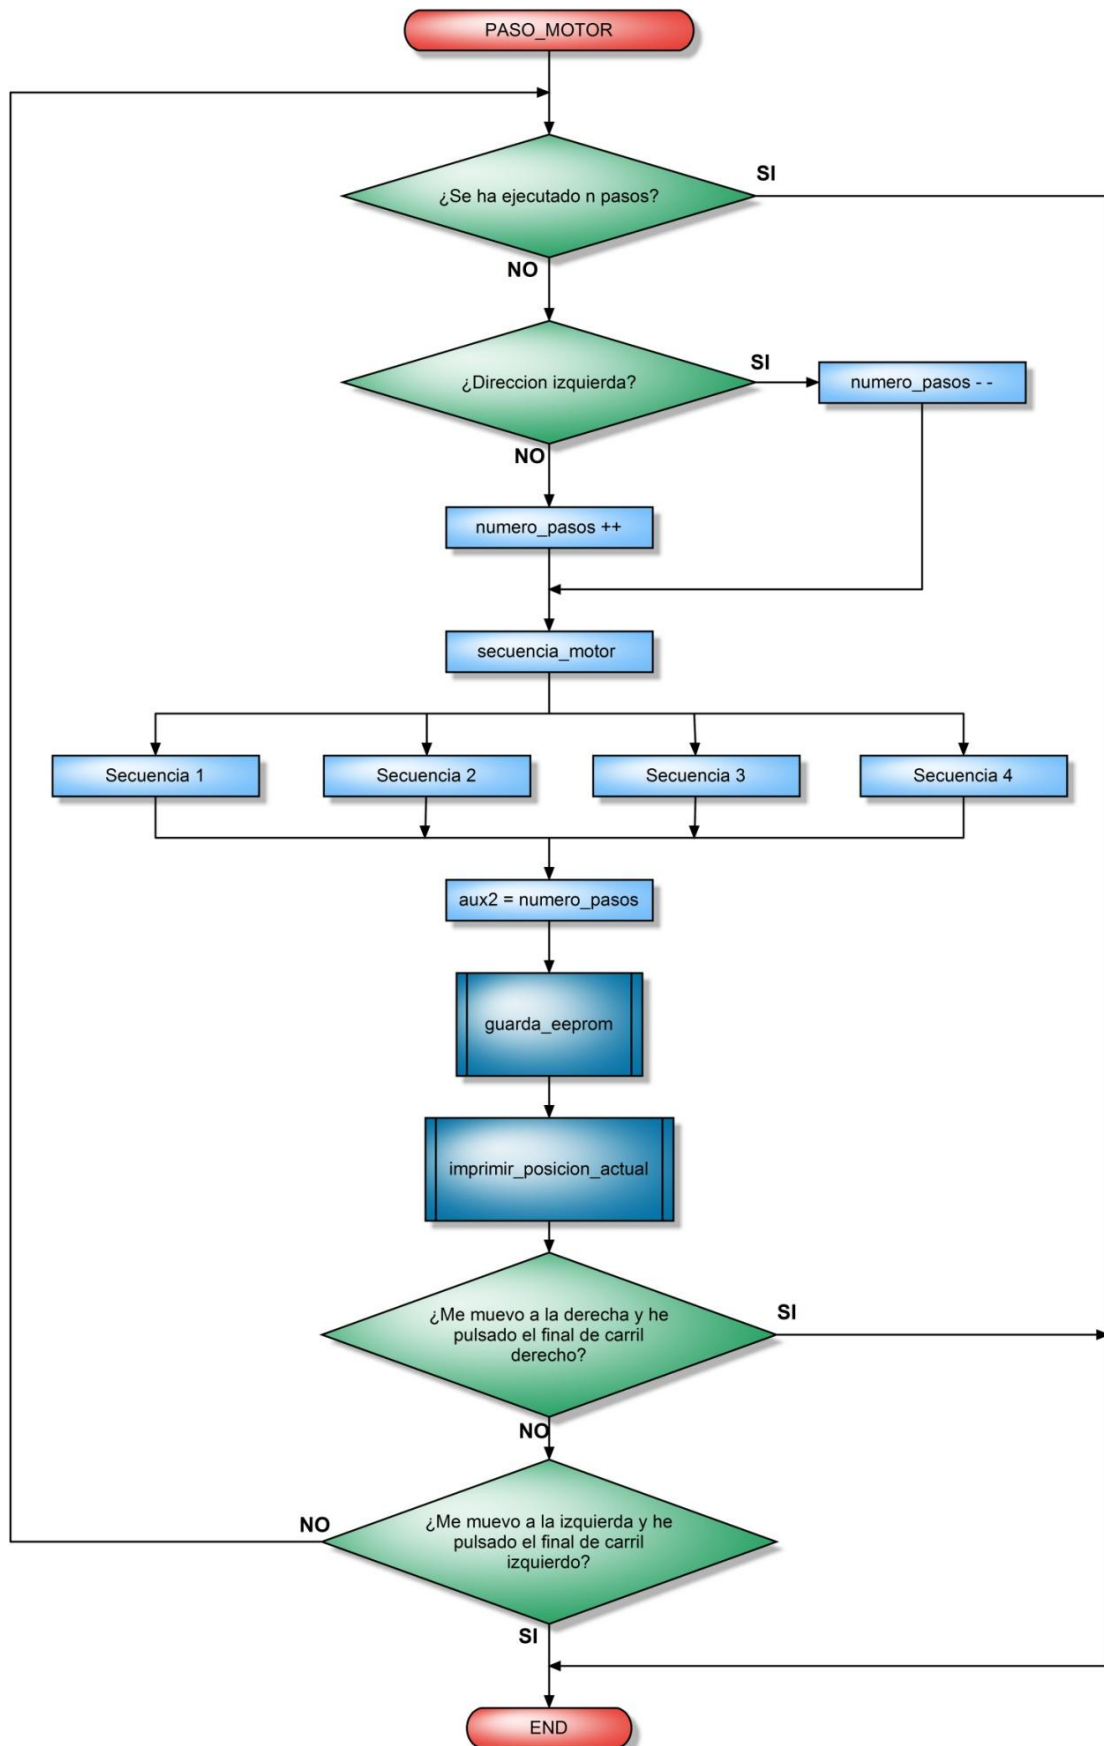 PASO_MOTOR
SI
¿Se ha ejecutado n pasos?
NO
SI
¿Direccion izquierda?
numero_pasos - -
NO
numero_pasos ++
secuencia_motor
Secuencia 1
Secuencia 2
Secuencia 3
Secuencia 4
aux2 = numero_pasos
guarda_eeprom
imprimir_posicion_actual
¿Me muevo a la derecha y he
pulsado el final de carril
derecho?
SI
NO
NO
¿Me muevo a la izquierda y he
pulsado el final de carril
izquierdo?
SI
END